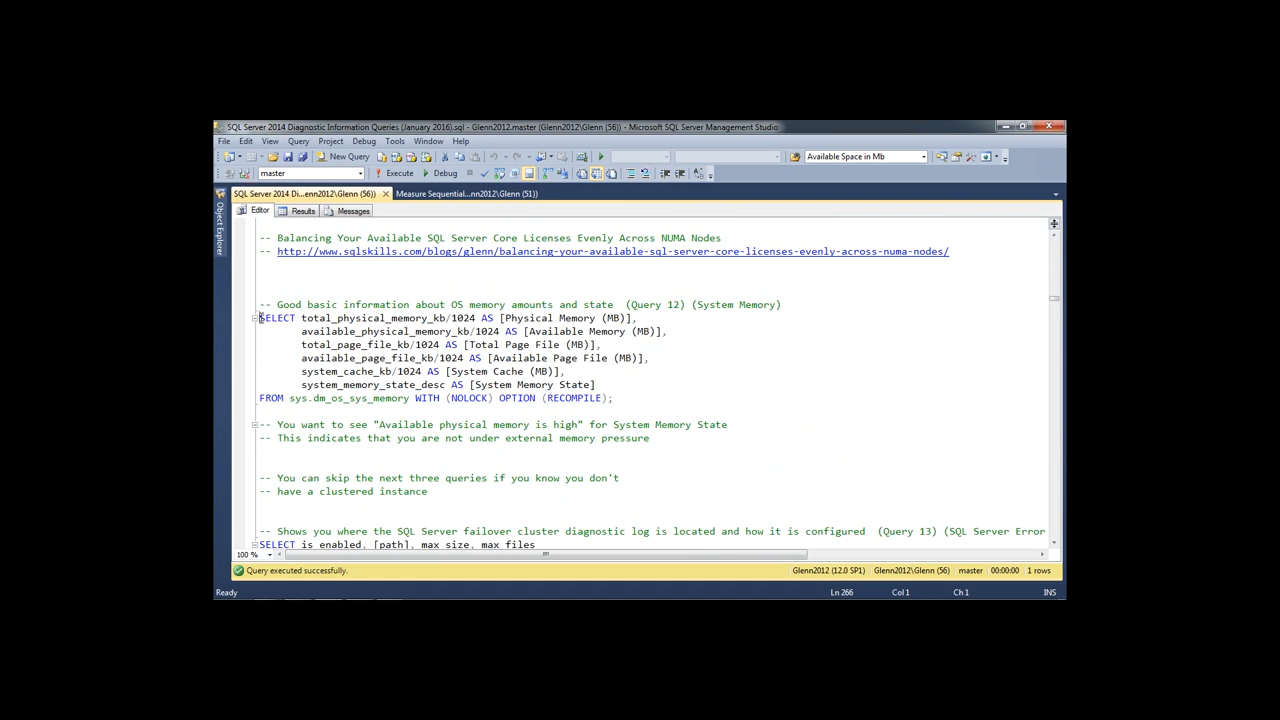 SQL Server 2014 Diagnostic Information Queries (January 2016).sql - Glenn2012.master (Glenn2012\Glenn (56)) - Microsoft SQL Server Management Studio
File Edit View Query Project Debug Tools Window Help
New Query Available Space in Mb
master Execute Debug
SQL Server 2014 Di...enn2012\Glenn (56)) Measure Sequential...nn2012\Glenn (51))
Object Explorer
Editor Results Messages
-- Balancing Your Available SQL Server Core Licenses Evenly Across NUMA Nodes
-- http://www.sqlskills.com/blogs/glenn/balancing-your-available-sql-server-core-licenses-evenly-across-numa-nodes/
-- Good basic information about OS memory amounts and state  (Query 12) (System Memory)
SELECT total_physical_memory_kb/1024 AS [Physical Memory (MB)],
available_physical_memory_kb/1024 AS [Available Memory (MB)],
total_page_file_kb/1024 AS [Total Page File (MB)],
available_page_file_kb/1024 AS [Available Page File (MB)],
system_cache_kb/1024 AS [System Cache (MB)],
system_memory_state_desc AS [System Memory State]
FROM sys.dm_os_sys_memory WITH (NOLOCK) OPTION (RECOMPILE);
-- You want to see "Available physical memory is high" for System Memory State
-- This indicates that you are not under external memory pressure
-- You can skip the next three queries if you know you don't
-- have a clustered instance
-- Shows you where the SQL Server failover cluster diagnostic log is located and how it is configured  (Query 13) (SQL Server Error
SELECT is_enabled, [path], max_size, max_files
100 %
Query executed successfully. Glenn2012 (12.0 SP1) Glenn2012\Glenn (56) master 00:00:00 1 rows
Ready Ln 266 Col 1 Ch 1 INS